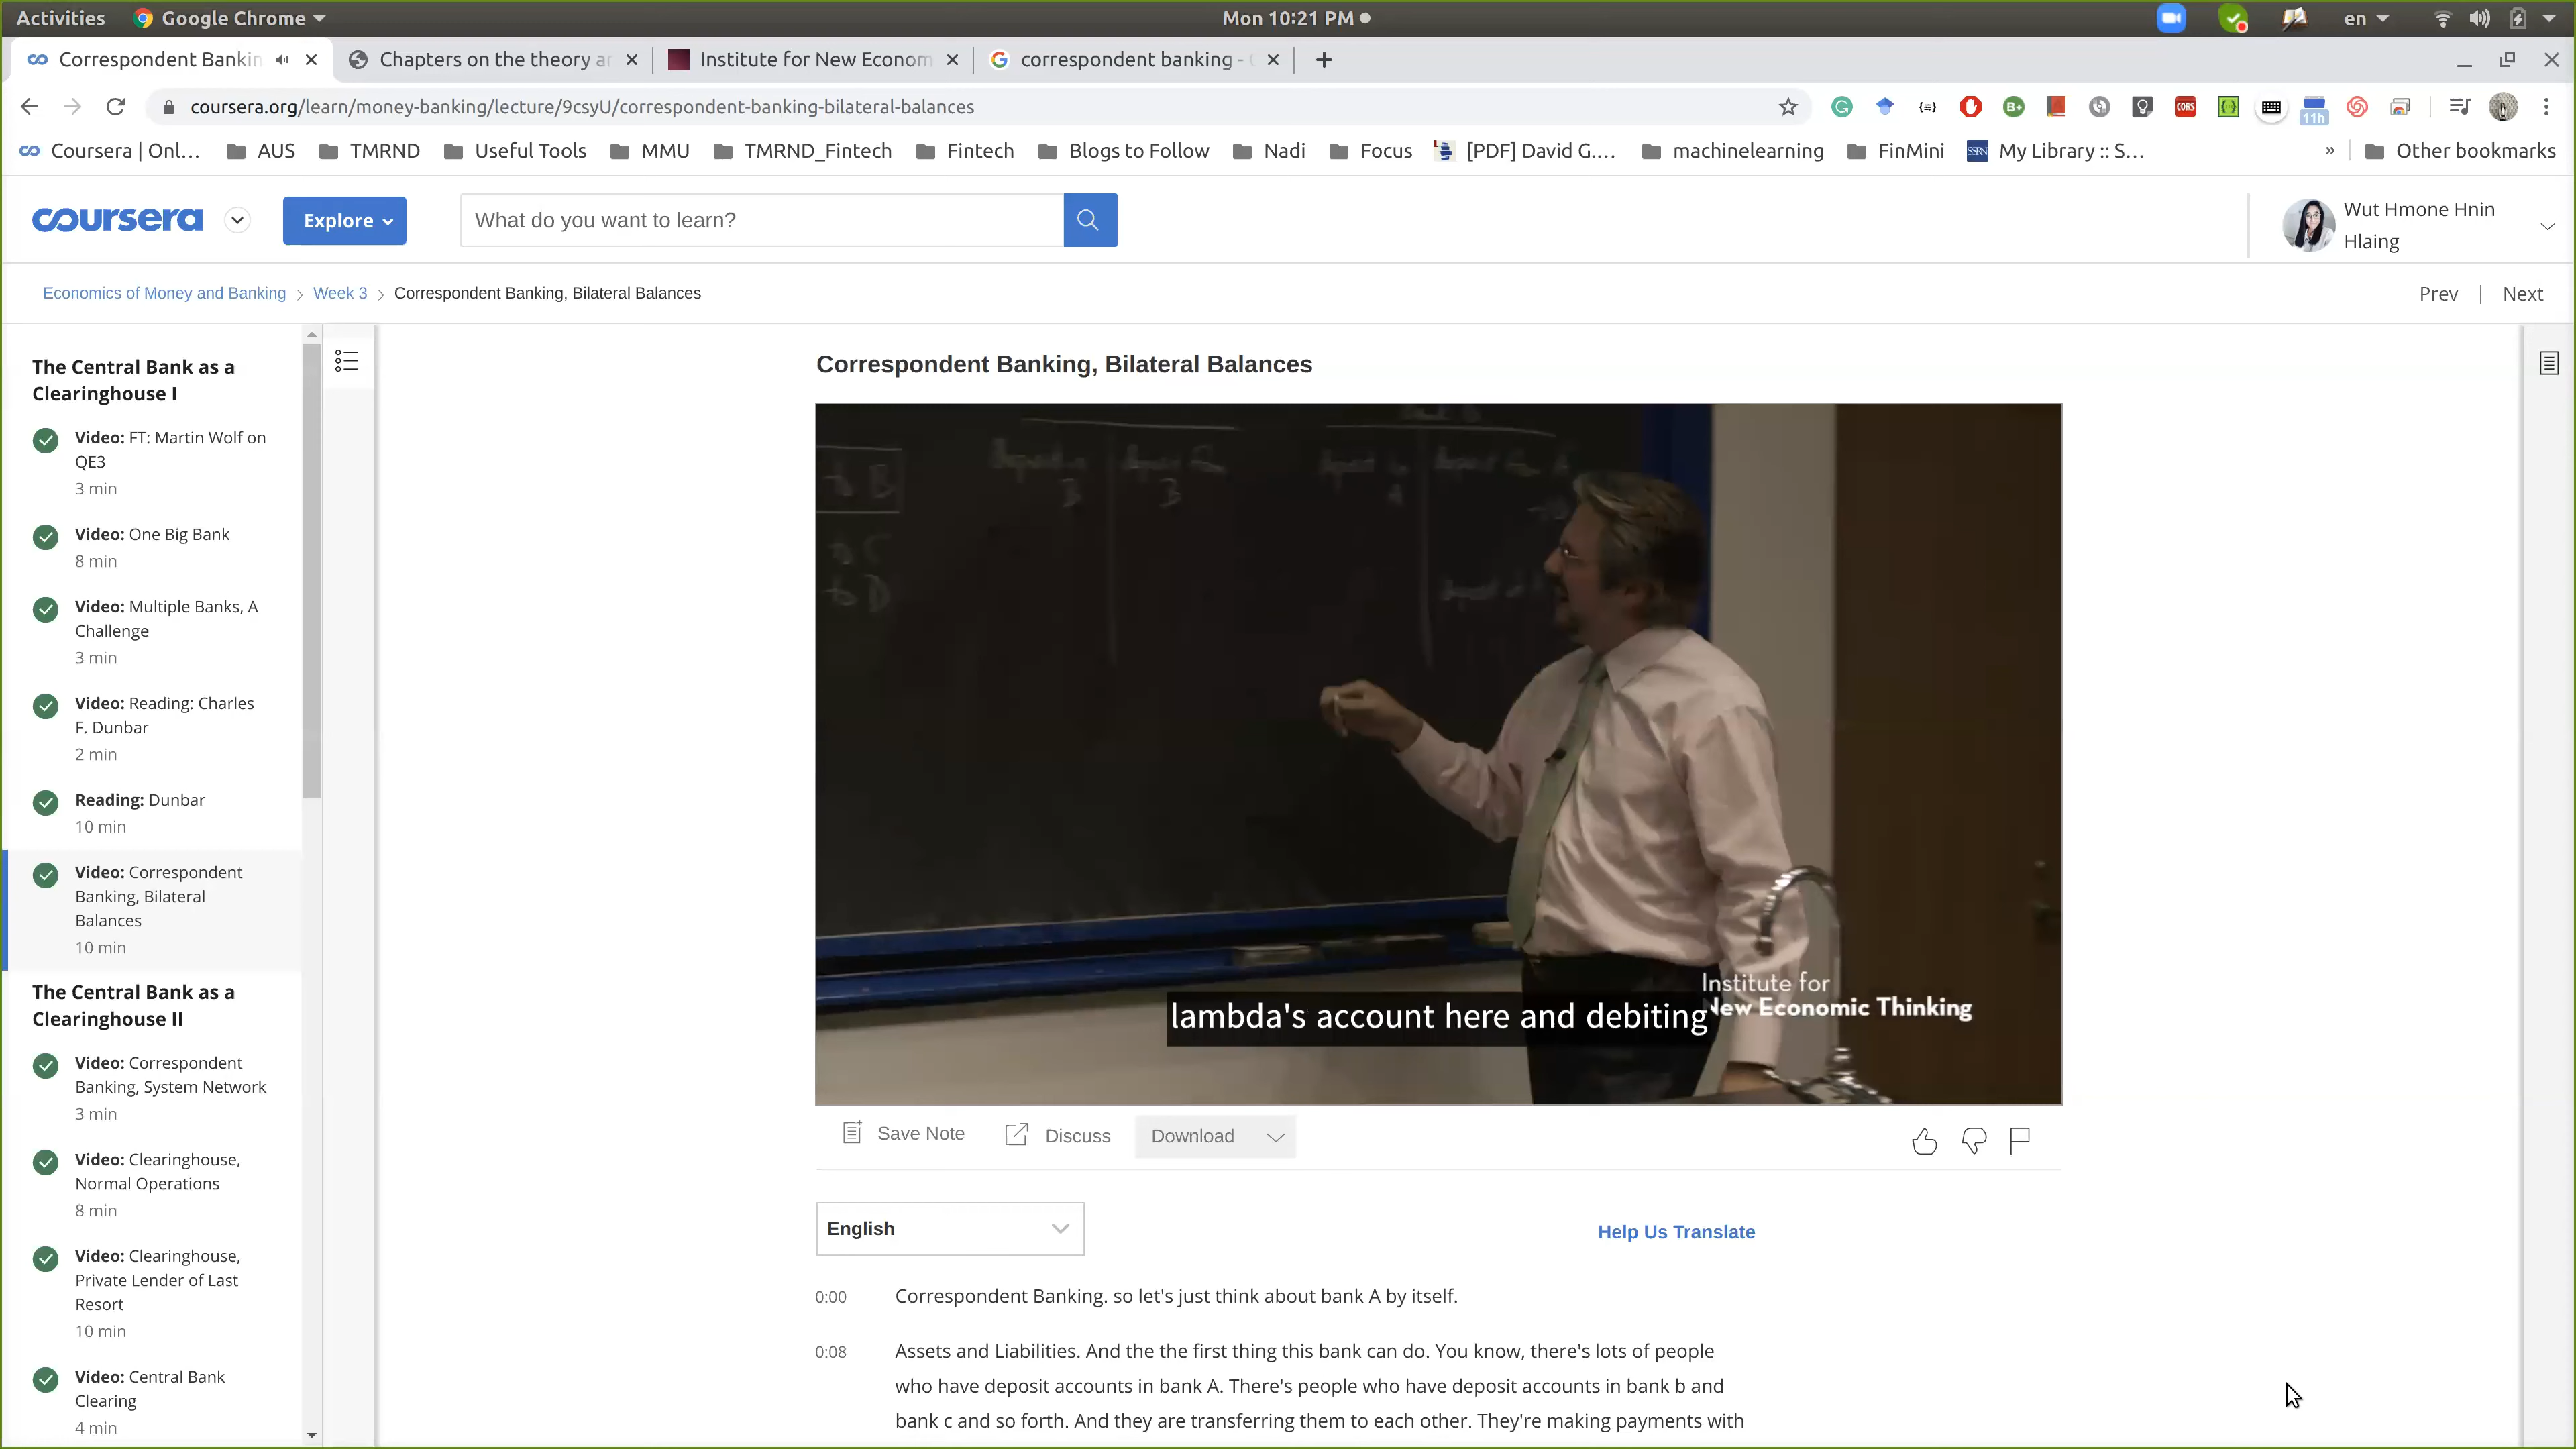 Activities
Google Chrome
Mon 10:21 PM
en
Correspondent Bankin
Chapters on the theory a
Institute for New Econom
correspondent banking -
coursera.org/learn/money-banking/lecture/9csyU/correspondent-banking-bilateral-balances
CORS
11h
Coursera | Onl...
AUS
TMRND
Useful Tools
MMU
TMRND_Fintech
Fintech
Blogs to Follow
Nadi
Focus
[PDF] David G....
machinelearning
FinMini
SSRN
My Library :: S...
»
Other bookmarks
coursera
Explore
What do you want to learn?
Wut Hmone Hnin
Hlaing
Economics of Money and Banking > Week 3 > Correspondent Banking, Bilateral Balances
Prev | Next
The Central Bank as a
Clearinghouse I
Video: FT: Martin Wolf on
QE3
3 min
Video: One Big Bank
8 min
Video: Multiple Banks, A
Challenge
3 min
Video: Reading: Charles
F. Dunbar
2 min
Reading: Dunbar
10 min
Video: Correspondent
Banking, Bilateral
Balances
10 min
The Central Bank as a
Clearinghouse II
Video: Correspondent
Banking, System Network
3 min
Video: Clearinghouse,
Normal Operations
8 min
Video: Clearinghouse,
Private Lender of Last
Resort
10 min
Video: Central Bank
Clearing
4 min
Correspondent Banking, Bilateral Balances
to B
to C
to D
Institute for
New Economic Thinking
lambda's account here and debiting
Save Note
Discuss
Download
English
Help Us Translate
0:00
Correspondent Banking. so let's just think about bank A by itself.
0:08
Assets and Liabilities. And the the first thing this bank can do. You know, there's lots of people
who have deposit accounts in bank A. There's people who have deposit accounts in bank b and
bank c and so forth. And they are transferring them to each other. They're making payments with